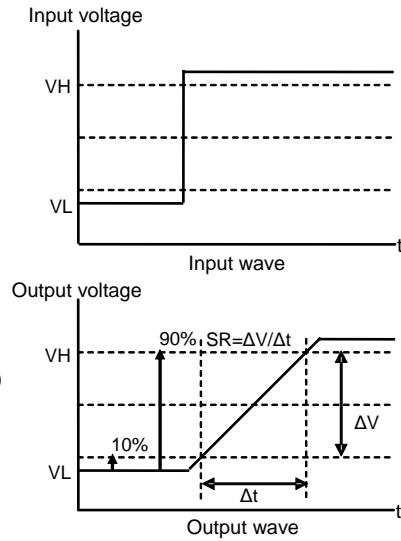 Input voltage
VH
VL
t
Input wave
Output voltage
90% SR=ΔV/Δt
VH
)
ΔV
10%
VL
Δt
t
Output wave